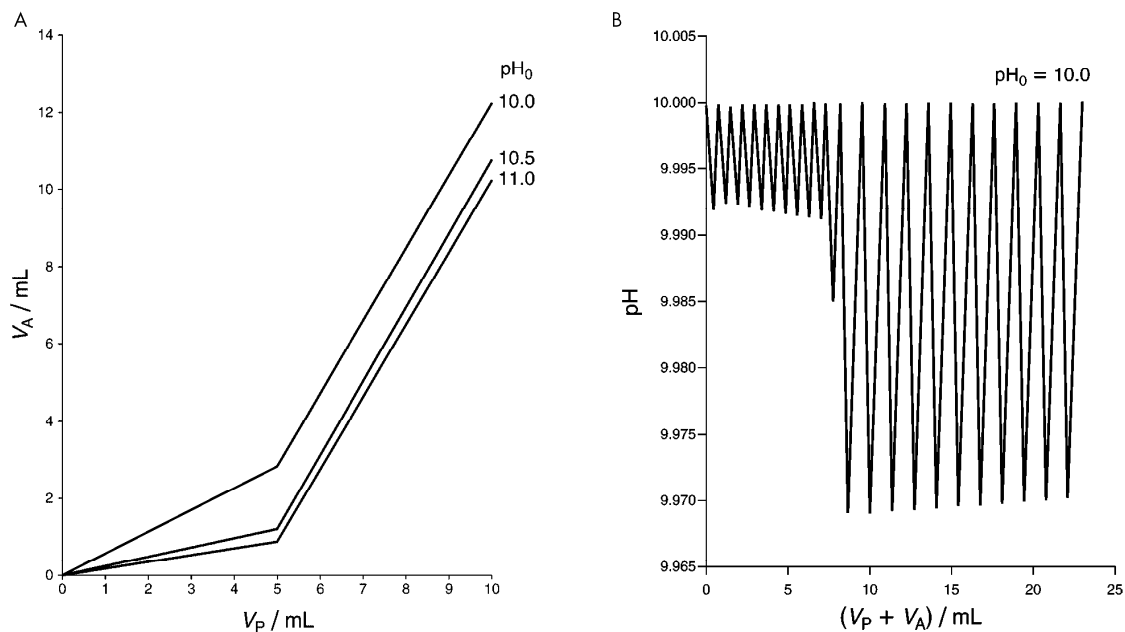 A
14
12
10
8
6
4
2
0
V_A / mL
0 1 2 3 4 5 6 7 8 9 10
V_P / mL
pH₀
10.0
10.5
11.0
B
10.005
10.000
9.995
9.990
9.985
9.980
9.975
9.970
9.965
pH
0 5 10 15 20 25
(V_P + V_A) / mL
pH₀ = 10.0